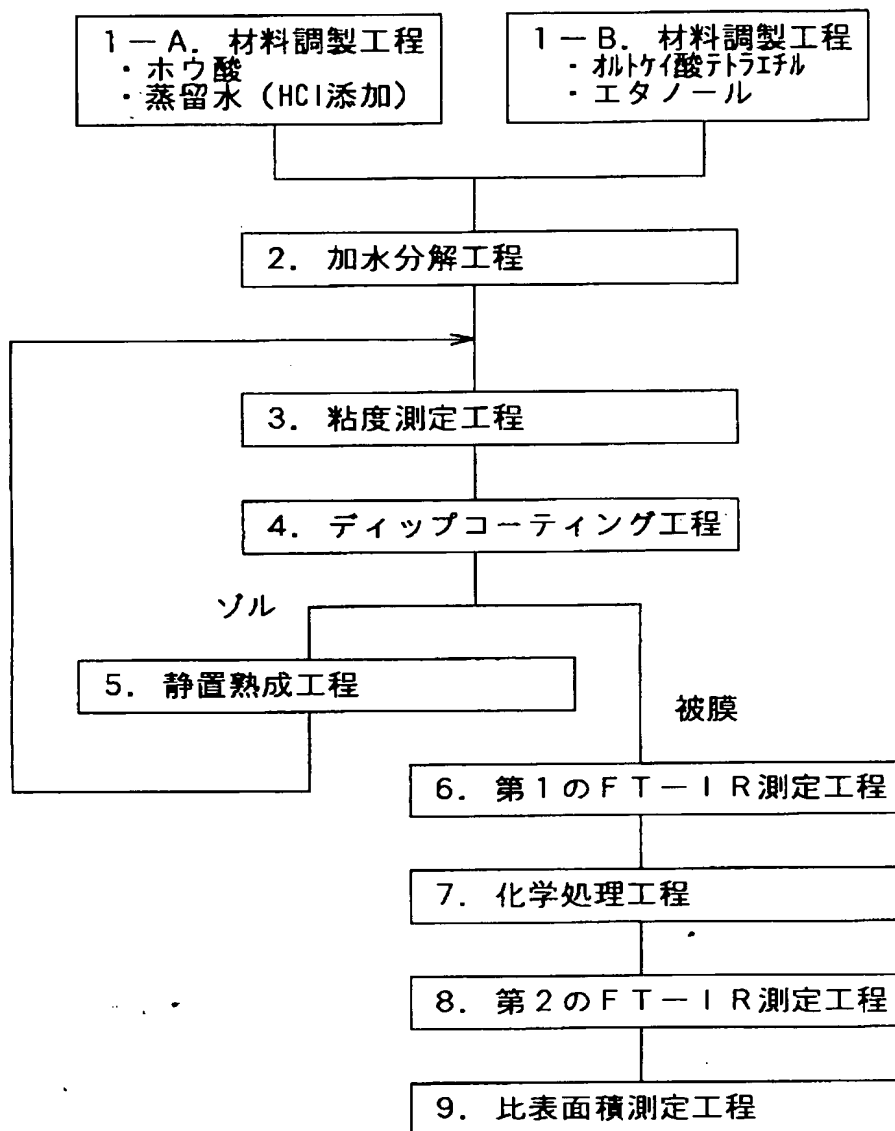 1－A．材料調製工程
・ホウ酸
・蒸留水（HCl添加）
1－B．材料調製工程
・オルトケイ酸テトラエチル
・エタノール
2．加水分解工程
3．粘度測定工程
4．ディップコーティング工程
ゾル
5．静置熟成工程
被膜
6．第1のＦＴ－ＩＲ測定工程
7．化学処理工程
8．第2のＦＴ－ＩＲ測定工程
9．比表面積測定工程